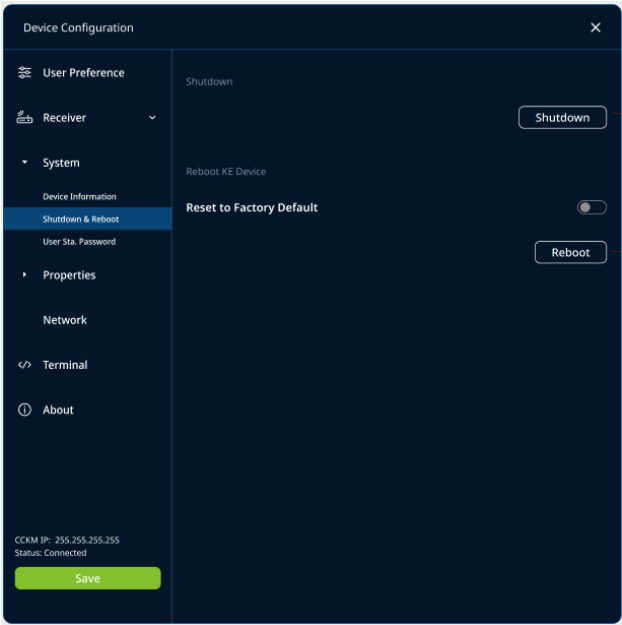 Device Configuration
User Preference
Receiver
System
Device Information
Shutdown & Reboot
User Sta. Password
Properties
Network
Terminal
About
CCKM IP: 255.255.255.255
Status: Connected
Save
Shutdown
Shutdown
Reboot KE Device
Reset to Factory Default
Reboot